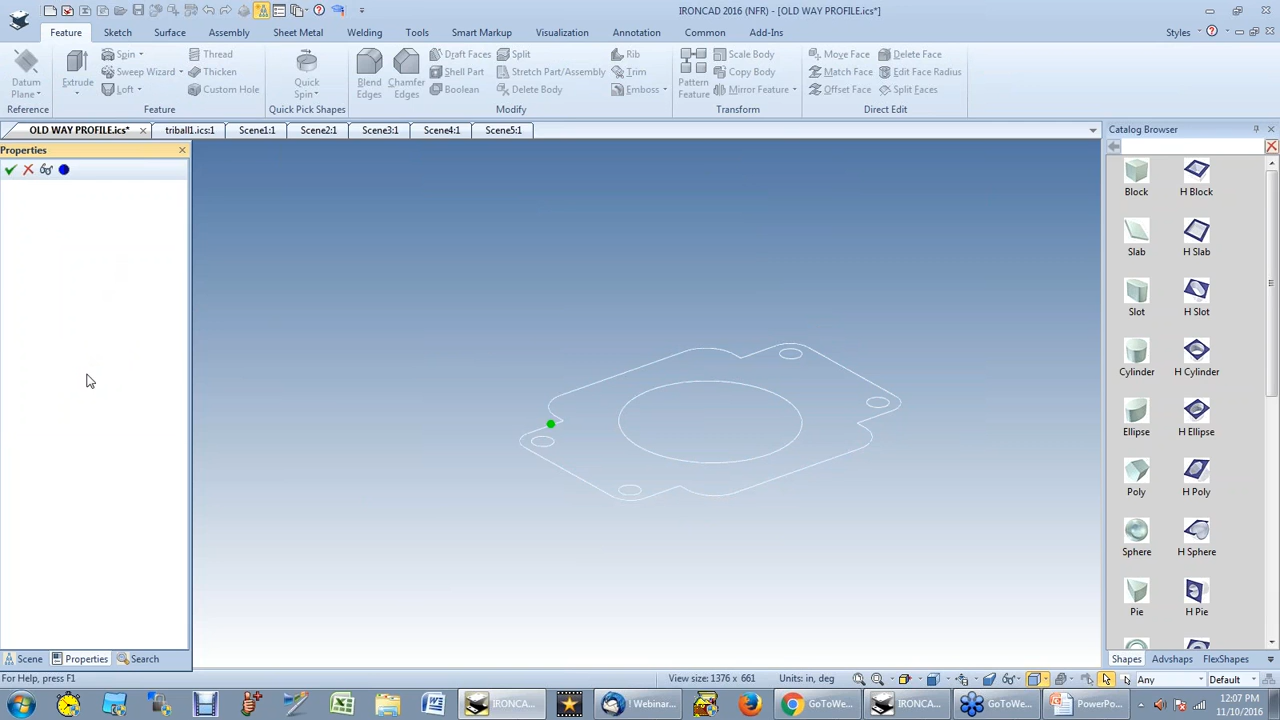 IRONCAD 2016 (NFR) - [OLD WAY PROFILE.ics*]
Feature Sketch Surface Assembly Sheet Metal Welding Tools Smart Markup Visualization Annotation Common Add-Ins Styles
Spin Thread Draft Faces Split Rib Scale Body Move Face Delete Face
Datum Plane Extrude Sweep Wizard Thicken Quick Spin Blend Edges Chamfer Edges Shell Part Stretch Part/Assembly Trim Pattern Feature Copy Body Match Face Edit Face Radius
Loft Custom Hole Boolean Delete Body Emboss Mirror Feature Offset Face Split Faces
Reference Feature Quick Pick Shapes Modify Transform Direct Edit
OLD WAY PROFILE.ics* triball1.ics:1 Scene1:1 Scene2:1 Scene3:1 Scene4:1 Scene5:1 Catalog Browser
Properties
Block H Block
Slab H Slab
Slot H Slot
Cylinder H Cylinder
Ellipse H Ellipse
Poly H Poly
Sphere H Sphere
Pie H Pie
Scene Properties Search Shapes Advshapes FlexShapes
For Help, press F1 View size: 1376 x 661 Units: in, deg Any Default
IRONCA... ! Webinar... GoToWe... IRONCA... GoToWe... PowerPo... 12:07 PM
11/10/2016